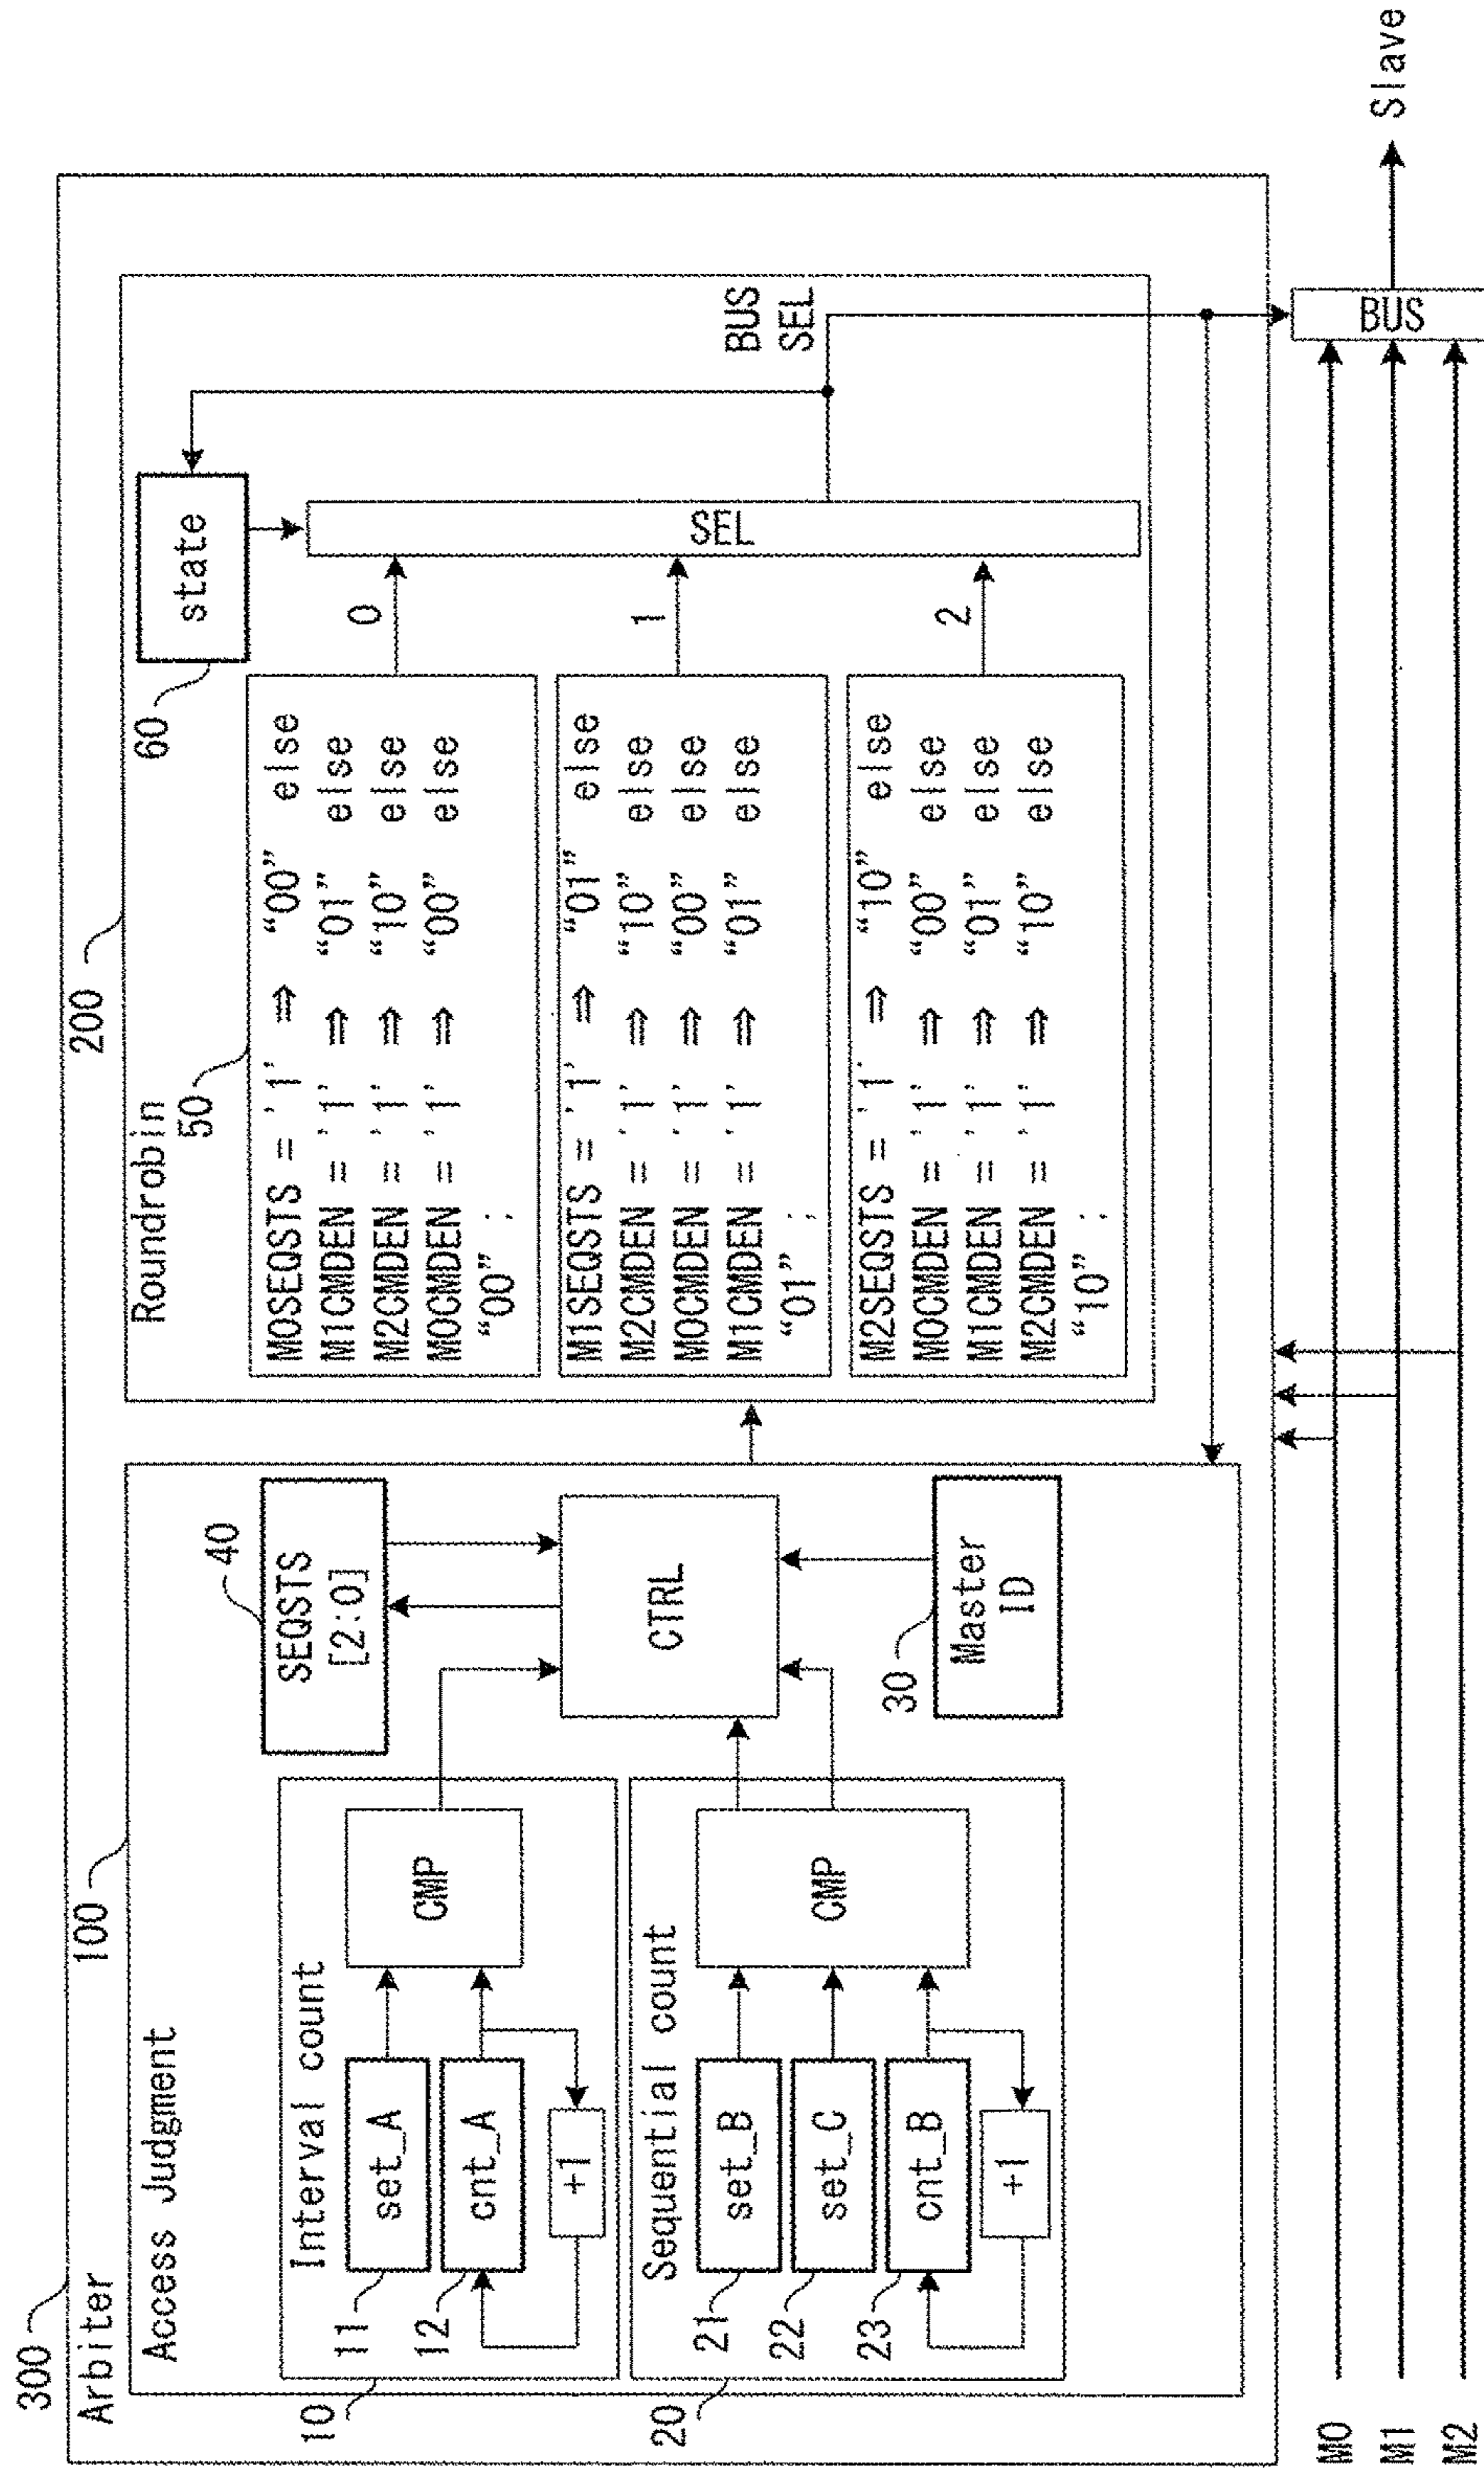 300
Arbiter
100
Access Judgment
10
Interval count
11
set_A
12
cnt_A
+1
CMP
20
Sequential count
21
set_B
22
set_C
23
cnt_B
+1
CMP
40
SEQSTS
[2:0]
CTRL
30
Master
ID
200
Roundrobin
50
M0SEQSTS ='1' ⇒ “00” else
M1CMDEN ='1' ⇒ “01” else
M2CMDEN ='1' ⇒ “10” else
M0CMDEN ='1' ⇒ “00” else
“00” ;
M1SEQSTS ='1' ⇒ “01” else
M2CMDEN ='1' ⇒ “10” else
M0CMDEN ='1' ⇒ “00” else
M1CMDEN ='1' ⇒ “01” else
“01” ;
M2SEQSTS ='1' ⇒ “10” else
M0CMDEN ='1' ⇒ “00” else
M1CMDEN ='1' ⇒ “01” else
M2CMDEN ='1' ⇒ “10” else
“10” ;
60
state
0
1
2
SEL
BUS
SEL
M0
M1
M2
BUS
Slave